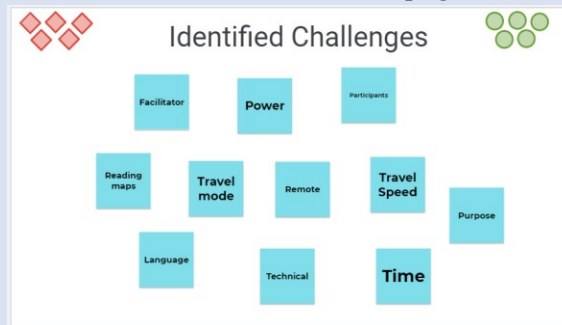 Identified Challenges
Facilitator
Power
Participants
Reading
maps
Travel
mode
Remote
Travel
Speed
Purpose
Language
Technical
Time